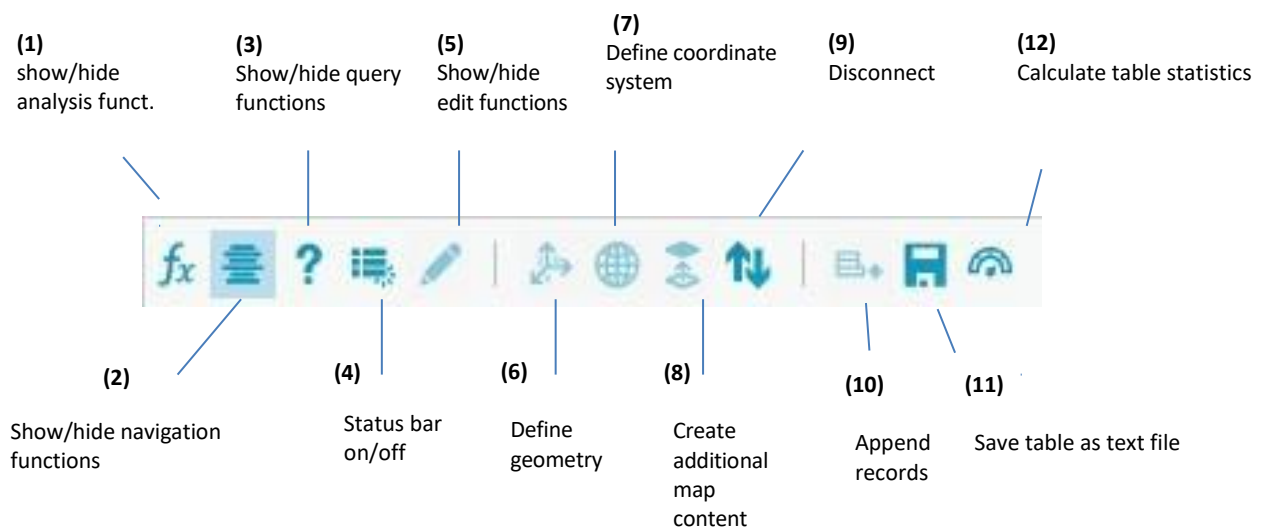 (1)
show/hide
analysis funct.
(3)
Show/hide query
functions
(5)
Show/hide
edit functions
(7)
Define coordinate
system
(9)
Disconnect
(12)
Calculate table statistics
fx
?
(2)
Show/hide navigation
functions
(4)
Status bar
on/off
(6)
Define
geometry
(8)
Create
additional
map
content
(10)
Append
records
(11)
Save table as text file